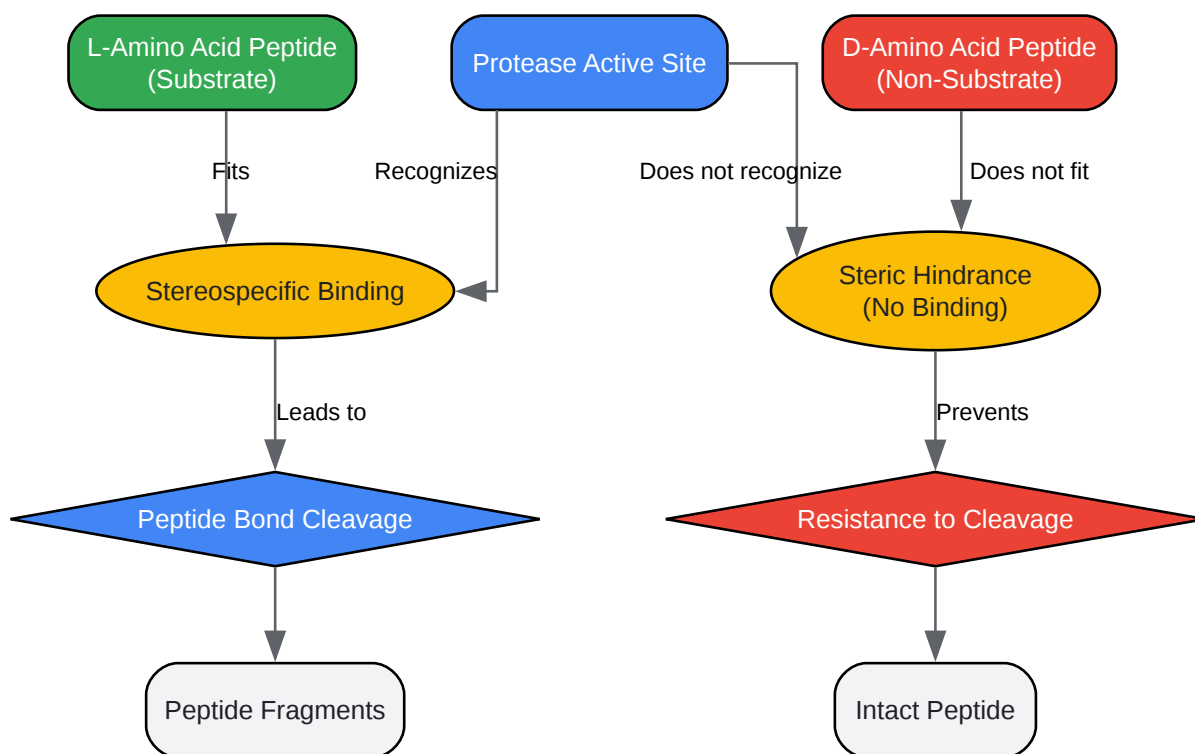 L-Amino Acid Peptide
(Substrate)
Protease Active Site
D-Amino Acid Peptide
(Non-Substrate)
Fits
Recognizes
Does not recognize
Does not fit
Stereospecific Binding
Steric Hindrance
(No Binding)
Leads to
Prevents
Peptide Bond Cleavage
Resistance to Cleavage
Peptide Fragments
Intact Peptide